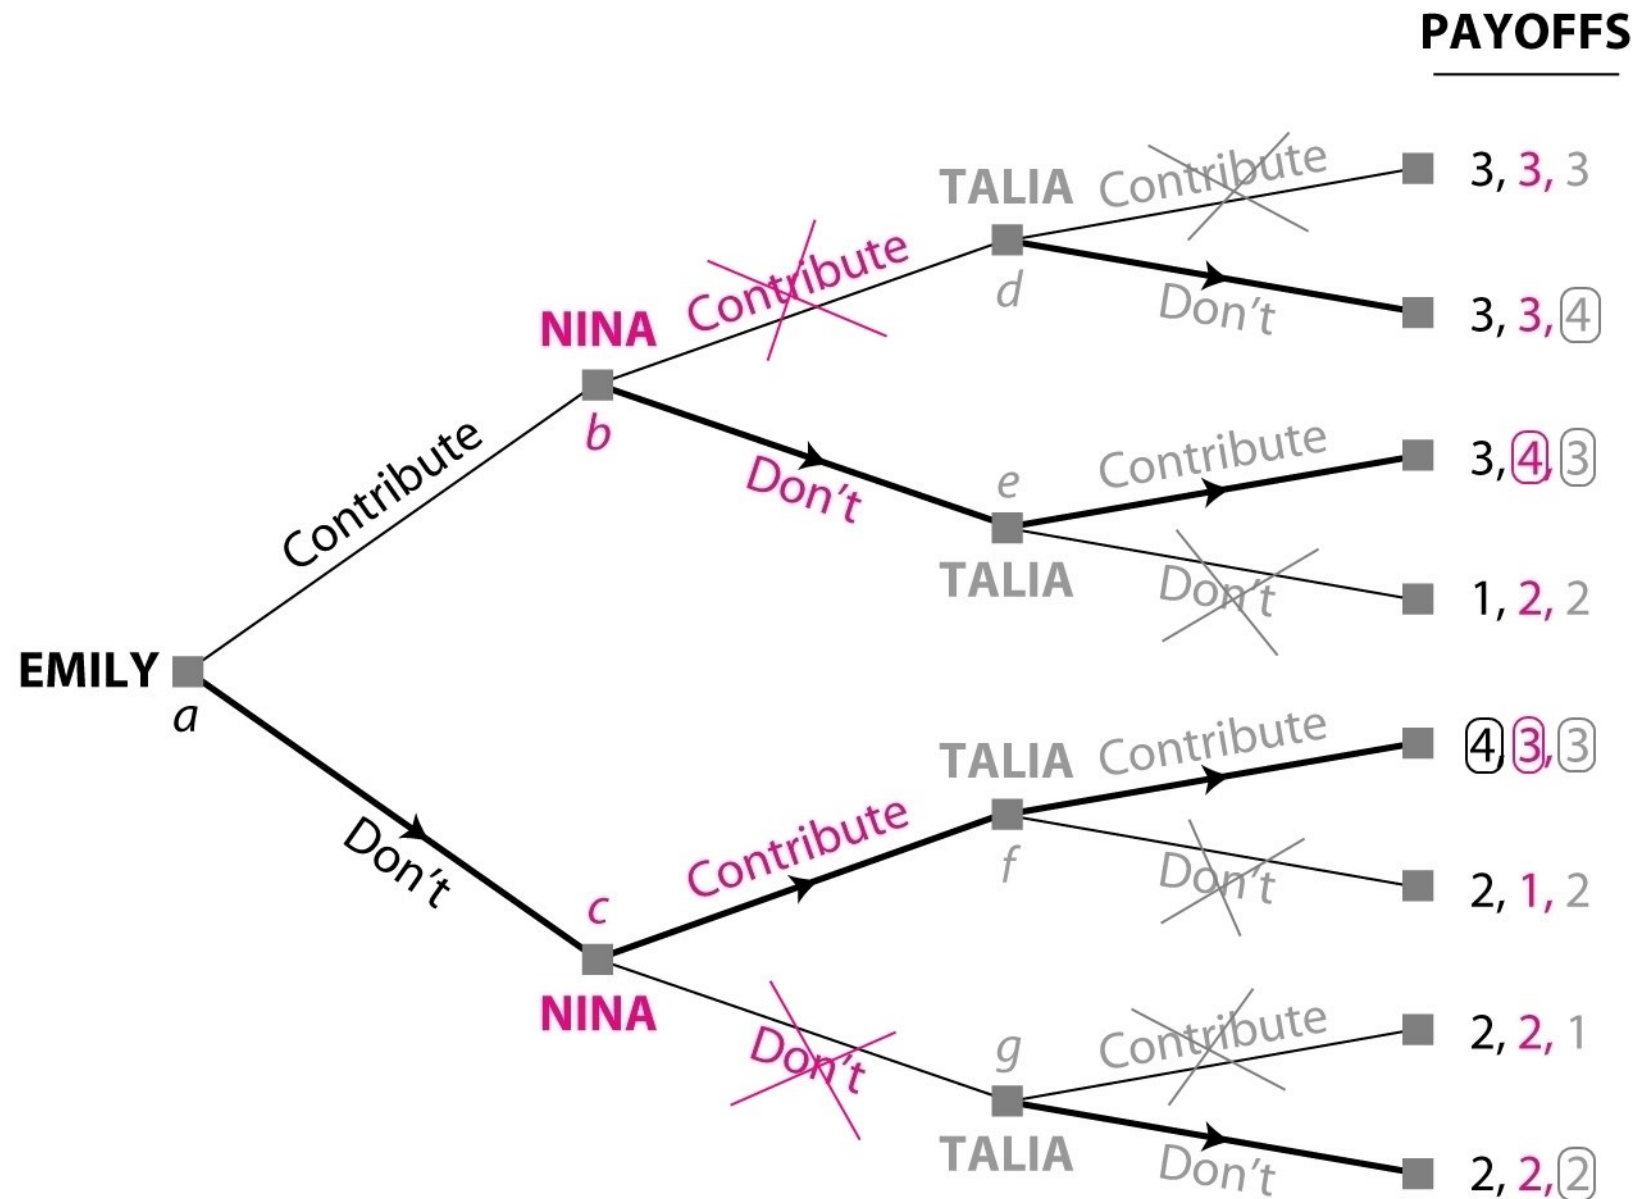 PAYOFFS
TALIA Contribute 3, 3, 3
d Don't 3, 3, 4
NINA Contribute
b Don't
e Contribute 3, 4, 3
TALIA Don't 1, 2, 2
Contribute
EMILY
a
Don't
TALIA Contribute 4, 3, 3
f Don't 2, 1, 2
c Contribute
NINA Don't
g Contribute 2, 2, 1
TALIA Don't 2, 2, 2